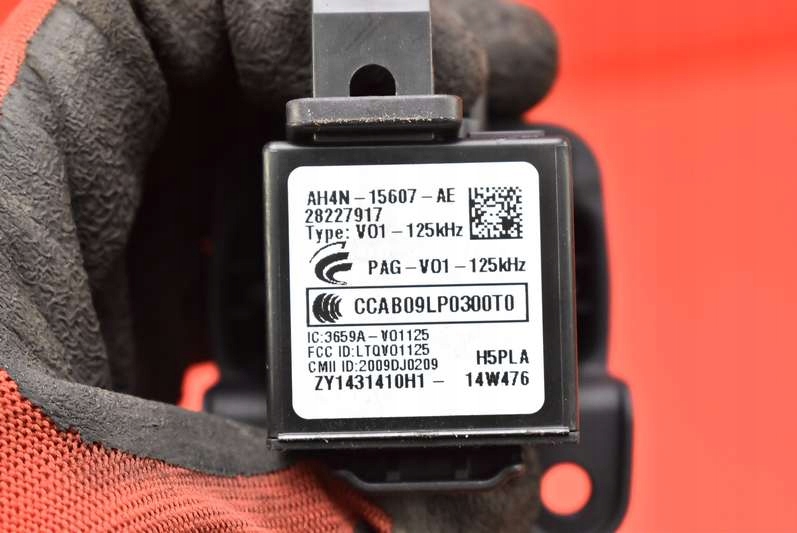 AH4N-15607-AE
28227917
Type: V01-125kHz
PAG-V01-125kHz
CCAB09LP0300T0
IC:3659A-V01125
FCC ID:LTQV01125
CMII ID:2009DJ0209
H5PLA
ZY1431410H1- 14W476